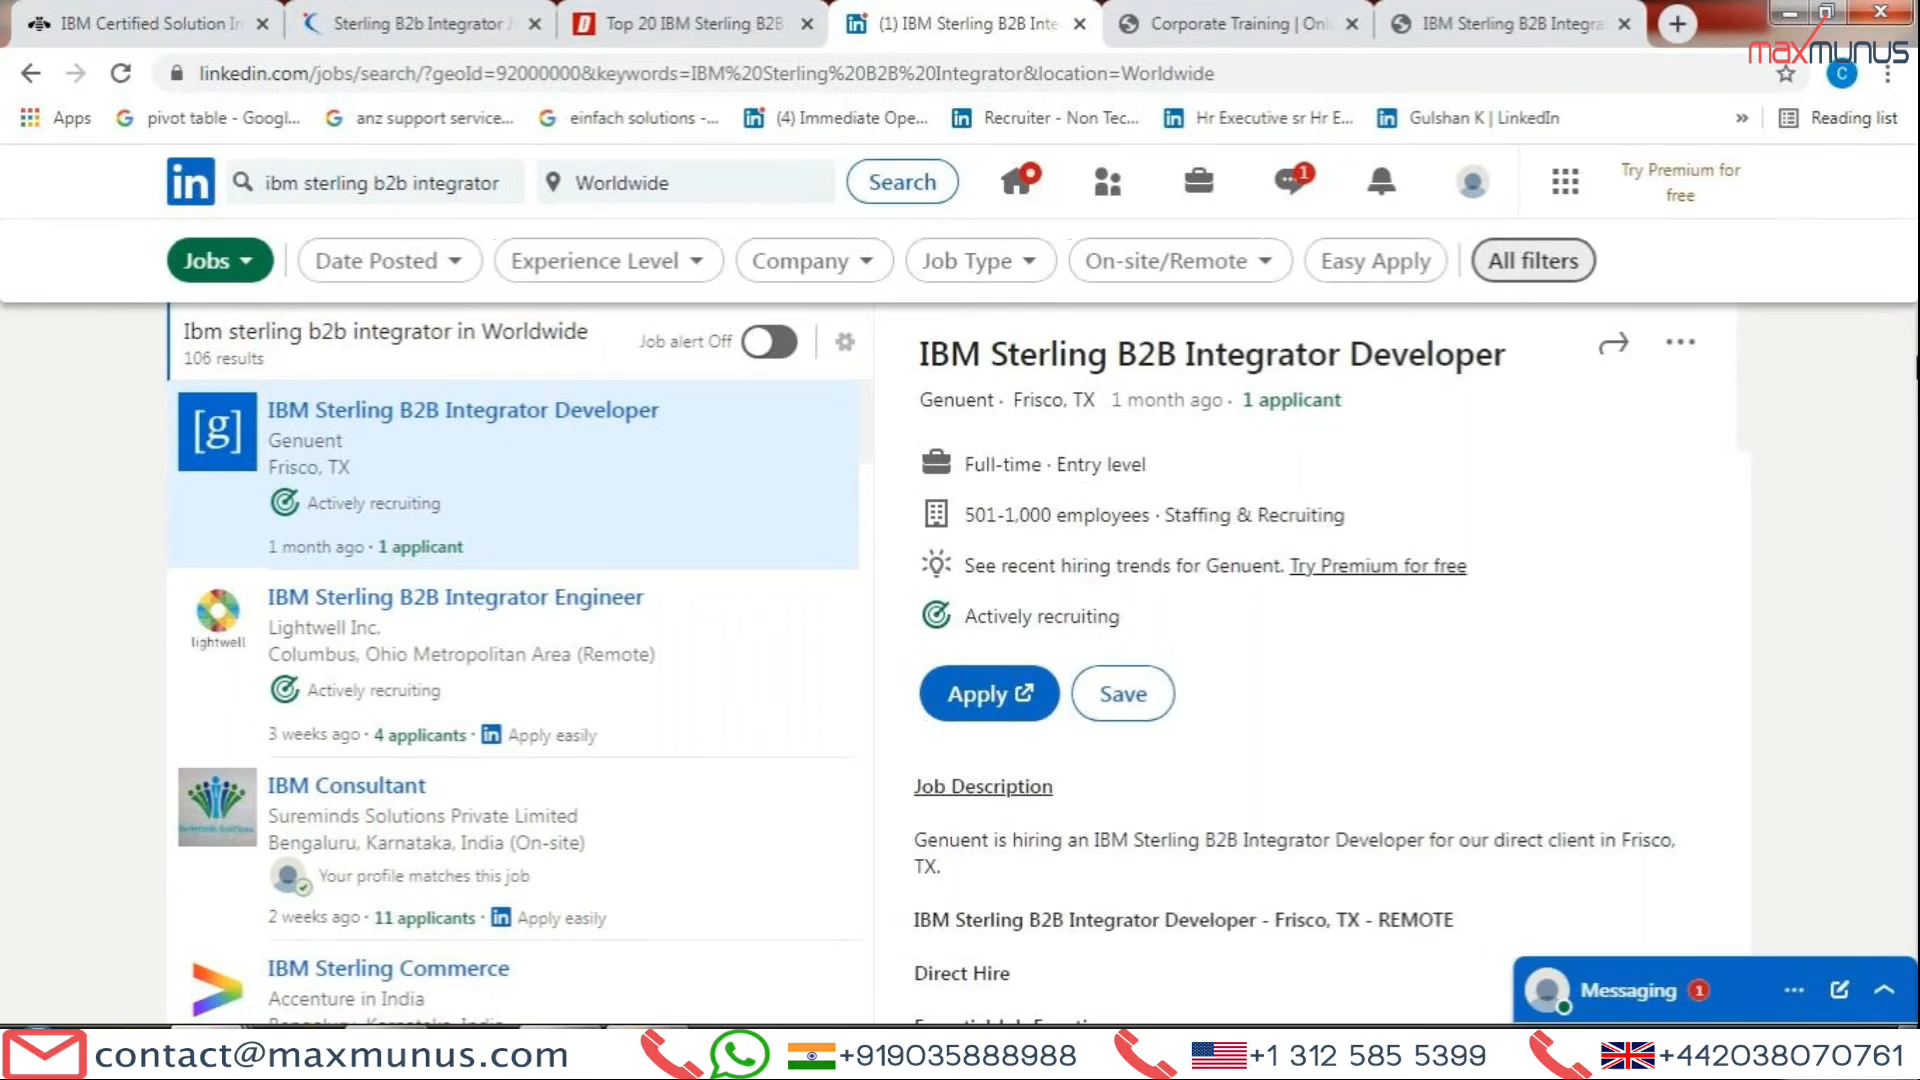 IBM Certified Solution In
Sterling B2b Integrator J
Top 20 IBM Sterling B2B
(1) IBM Sterling B2B Inte
Corporate Training | Onl
IBM Sterling B2B Integra
maxmunus
linkedin.com/jobs/search/?geoId=92000000&keywords=IBM%20Sterling%20B2B%20Integrator&location=Worldwide
C
Apps
pivot table - Googl...
anz support service...
einfach solutions -...
(4) Immediate Ope...
Recruiter - Non Tec...
Hr Executive sr Hr E...
Gulshan K | LinkedIn
»
Reading list
in
ibm sterling b2b integrator
Worldwide
Search
1
Try Premium for
free
Jobs
Date Posted
Experience Level
Company
Job Type
On-site/Remote
Easy Apply
All filters
Ibm sterling b2b integrator in Worldwide
106 results
Job alert Off
[g]
IBM Sterling B2B Integrator Developer
Genuent
Frisco, TX
Actively recruiting
1 month ago · 1 applicant
lightwell
IBM Sterling B2B Integrator Engineer
Lightwell Inc.
Columbus, Ohio Metropolitan Area (Remote)
Actively recruiting
3 weeks ago · 4 applicants · in Apply easily
IBM Consultant
Sureminds Solutions Private Limited
Bengaluru, Karnataka, India (On-site)
Your profile matches this job
2 weeks ago · 11 applicants · in Apply easily
IBM Sterling Commerce
Accenture in India
IBM Sterling B2B Integrator Developer
Genuent · Frisco, TX 1 month ago · 1 applicant
Full-time · Entry level
501-1,000 employees · Staffing & Recruiting
See recent hiring trends for Genuent. Try Premium for free
Actively recruiting
Apply
Save
Job Description
Genuent is hiring an IBM Sterling B2B Integrator Developer for our direct client in Frisco,
TX.
IBM Sterling B2B Integrator Developer - Frisco, TX - REMOTE
Direct Hire
Messaging 1
contact@maxmunus.com
+919035888988
+1 312 585 5399
+442038070761